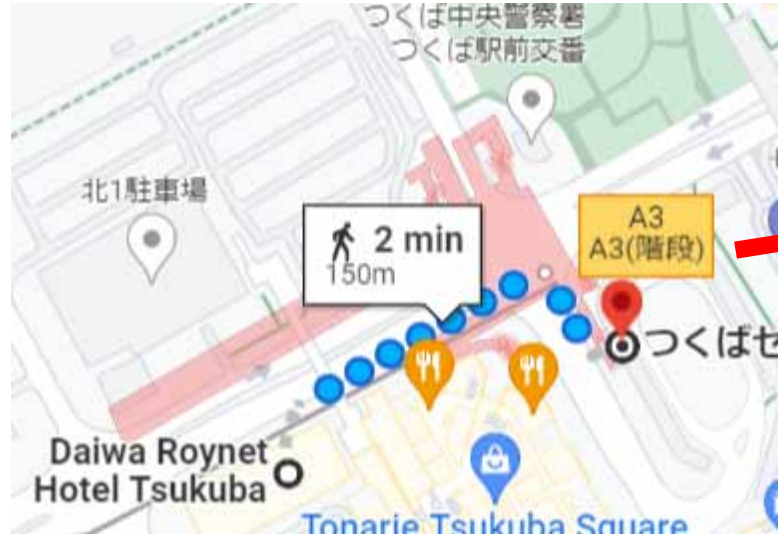 つくば中央警察署
つくば駅前交番
北1駐車場
2 min
150m
A3
A3(階段)
つくばセ
Daiwa Roynet
Hotel Tsukuba
Tonarie Tsukuba Square